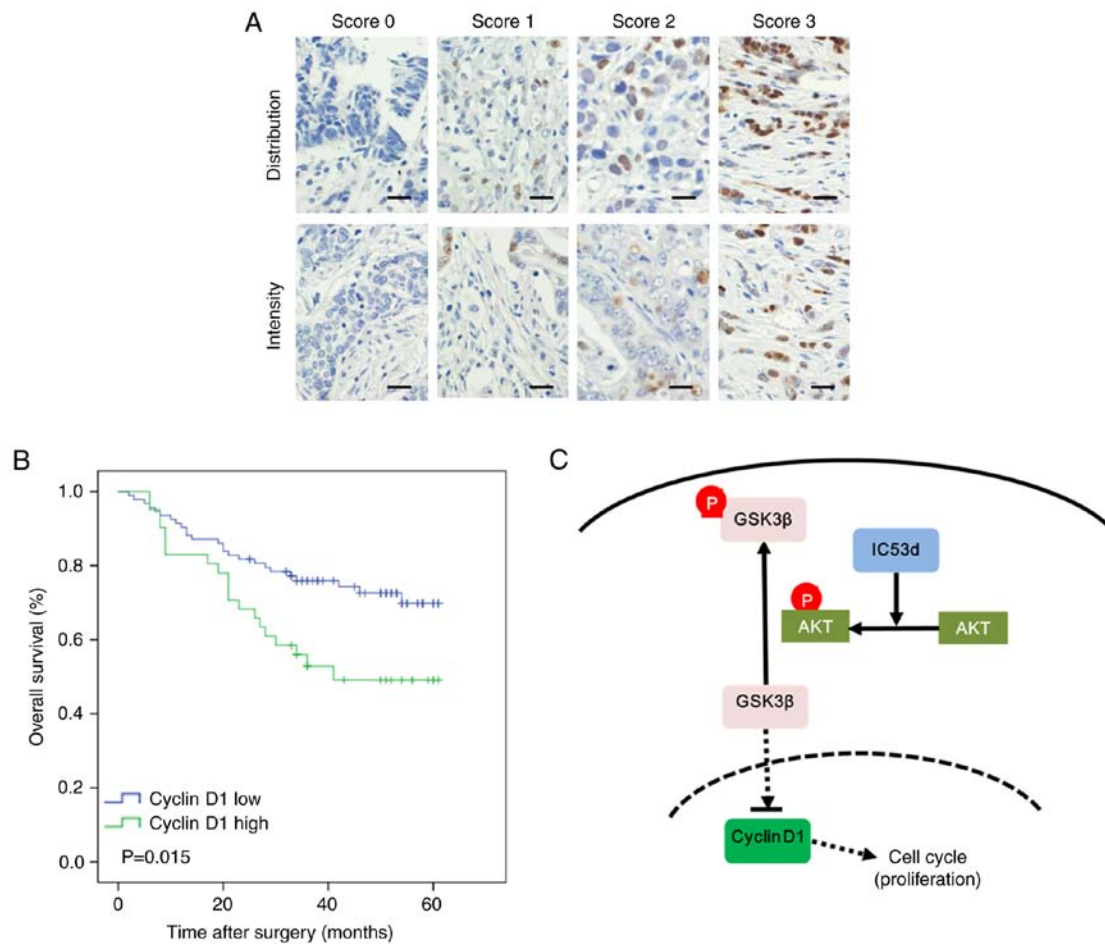 A
Score 0
Score 1
Score 2
Score 3
Distribution
Intensity
B
Overall survival (%)
1.0
0.8
0.6
0.4
0.2
0.0
Cyclin D1 low
Cyclin D1 high
P=0.015
0
20
40
60
Time after surgery (months)
C
P
GSK3β
IC53d
P
AKT
AKT
GSK3β
Cyclin D1
Cell cycle
(proliferation)